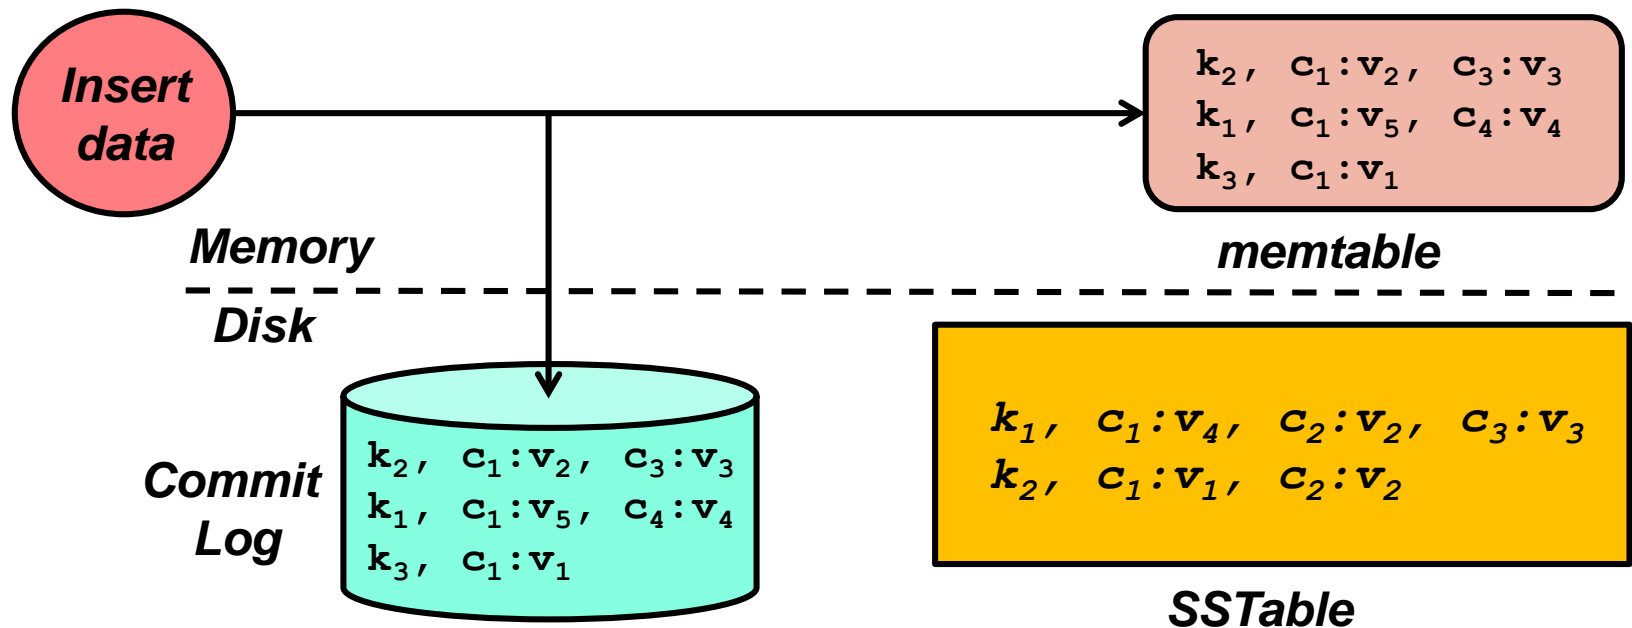 Insert
data
k₂, c₁:v₂, c₃:v₃
k₁, c₁:v₅, c₄:v₄
k₃, c₁:v₁
Memory
memtable
Disk
Commit
Log
k₂, c₁:v₂, c₃:v₃
k₁, c₁:v₅, c₄:v₄
k₃, c₁:v₁
k₁, c₁:v₄, c₂:v₂, c₃:v₃
k₂, c₁:v₁, c₂:v₂
SSTable